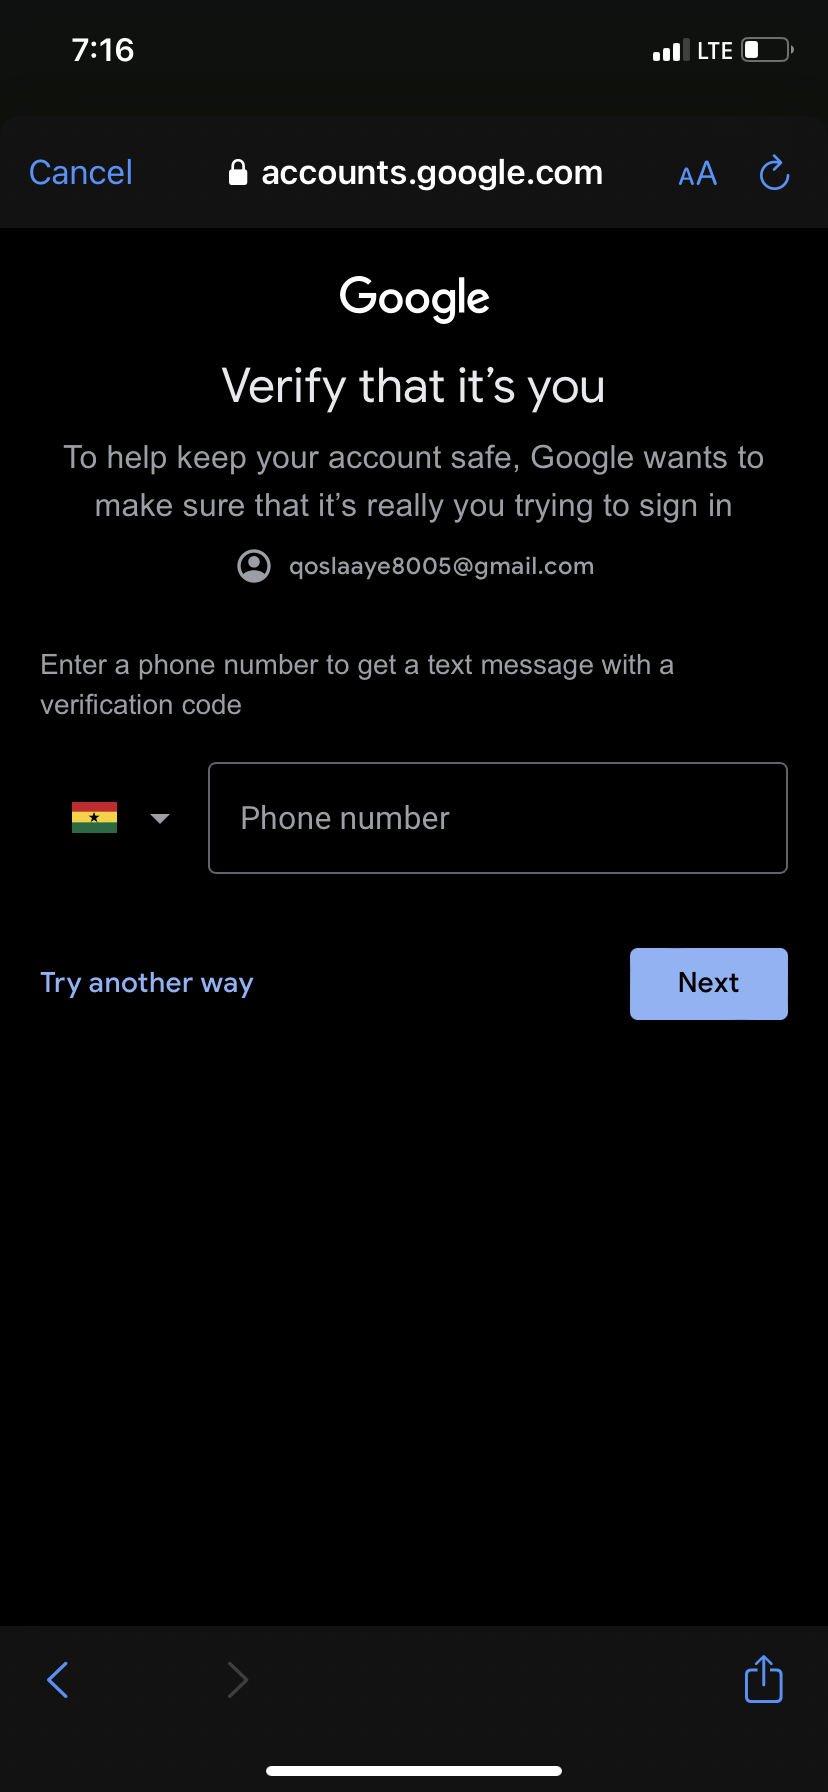 7:16
LTE
Cancel
accounts.google.com
AA
Google
Verify that it’s you
To help keep your account safe, Google wants to
make sure that it’s really you trying to sign in
qoslaaye8005@gmail.com
Enter a phone number to get a text message with a
verification code
Phone number
Try another way
Next